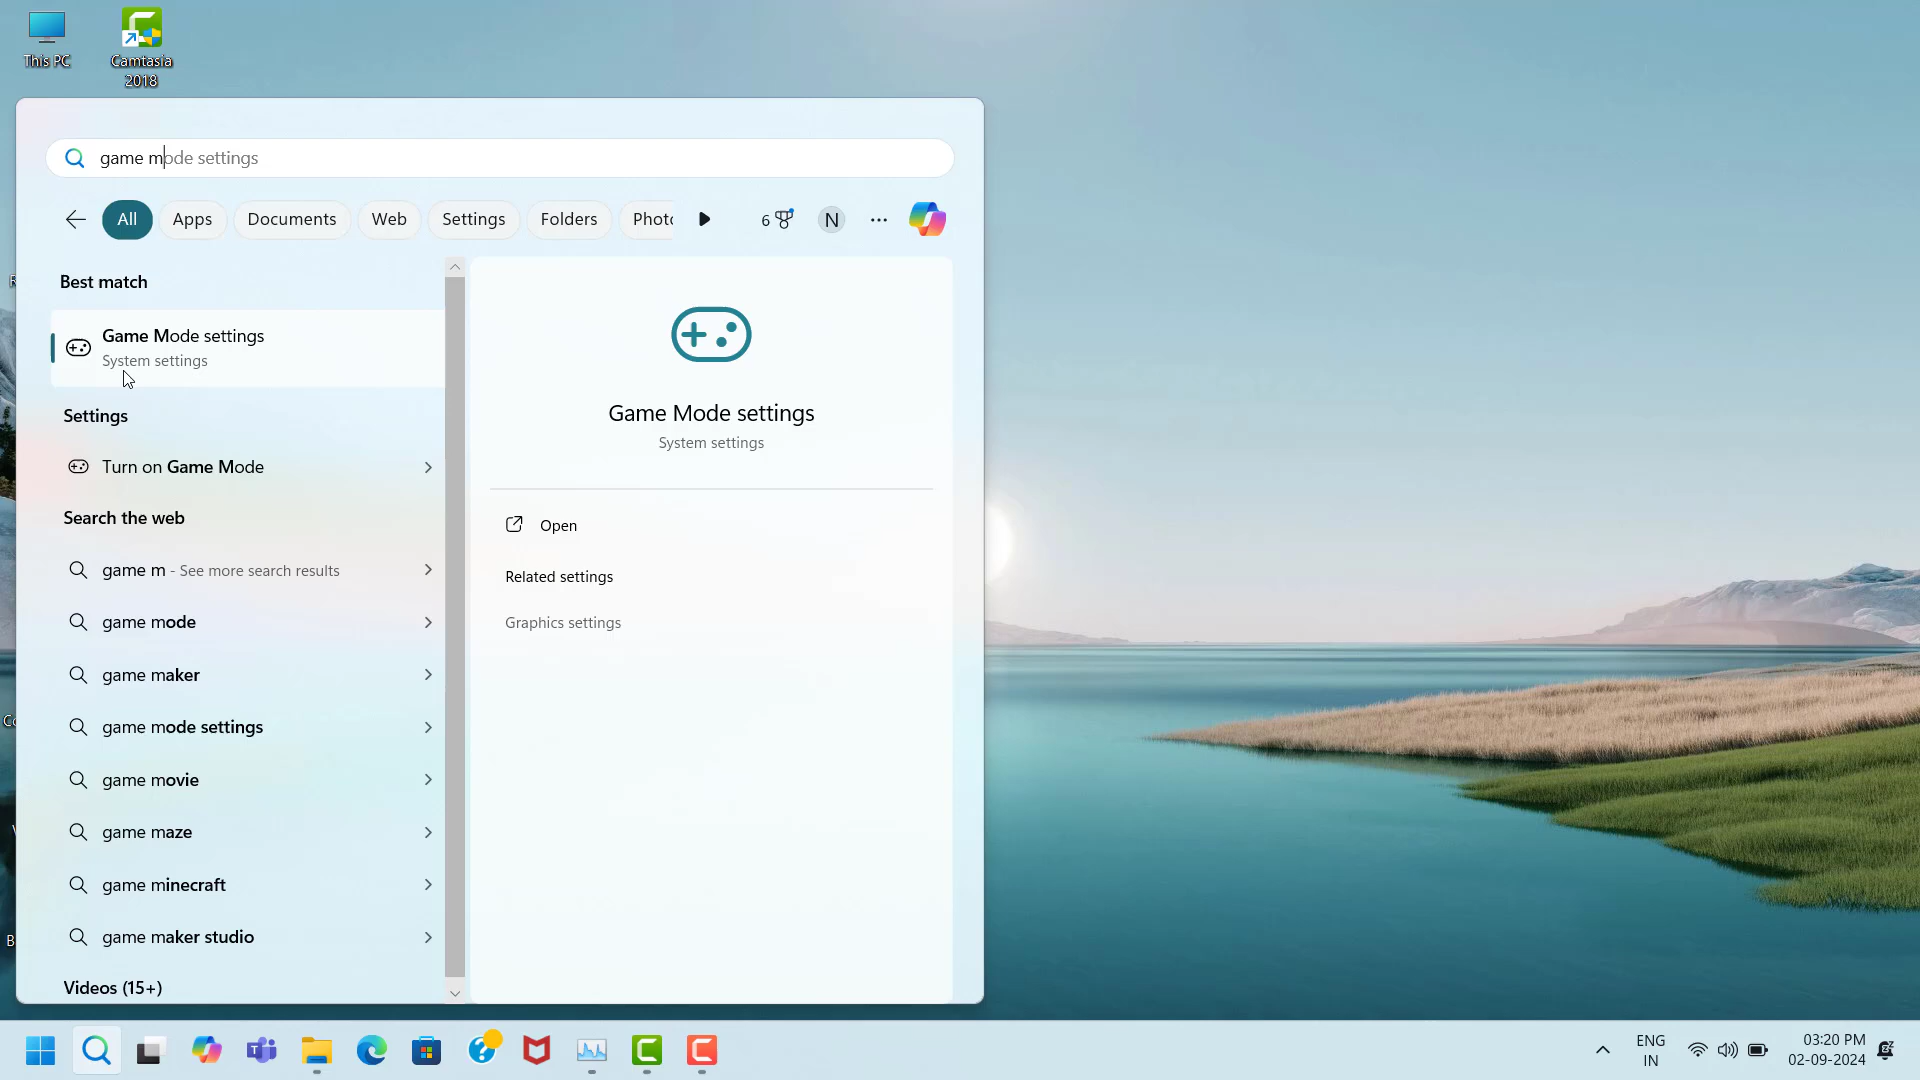 This PC
Camtasia
2018
game mode settings
All
Apps
Documents
Web
Settings
Folders
Photo
6
N
Best match
Game Mode settings
System settings
Settings
Turn on Game Mode
Search the web
game m - See more search results
game mode
game maker
game mode settings
game movie
game maze
game minecraft
game maker studio
Videos (15+)
Game Mode settings
System settings
Open
Related settings
Graphics settings
ENG
IN
03:20 PM
02-09-2024